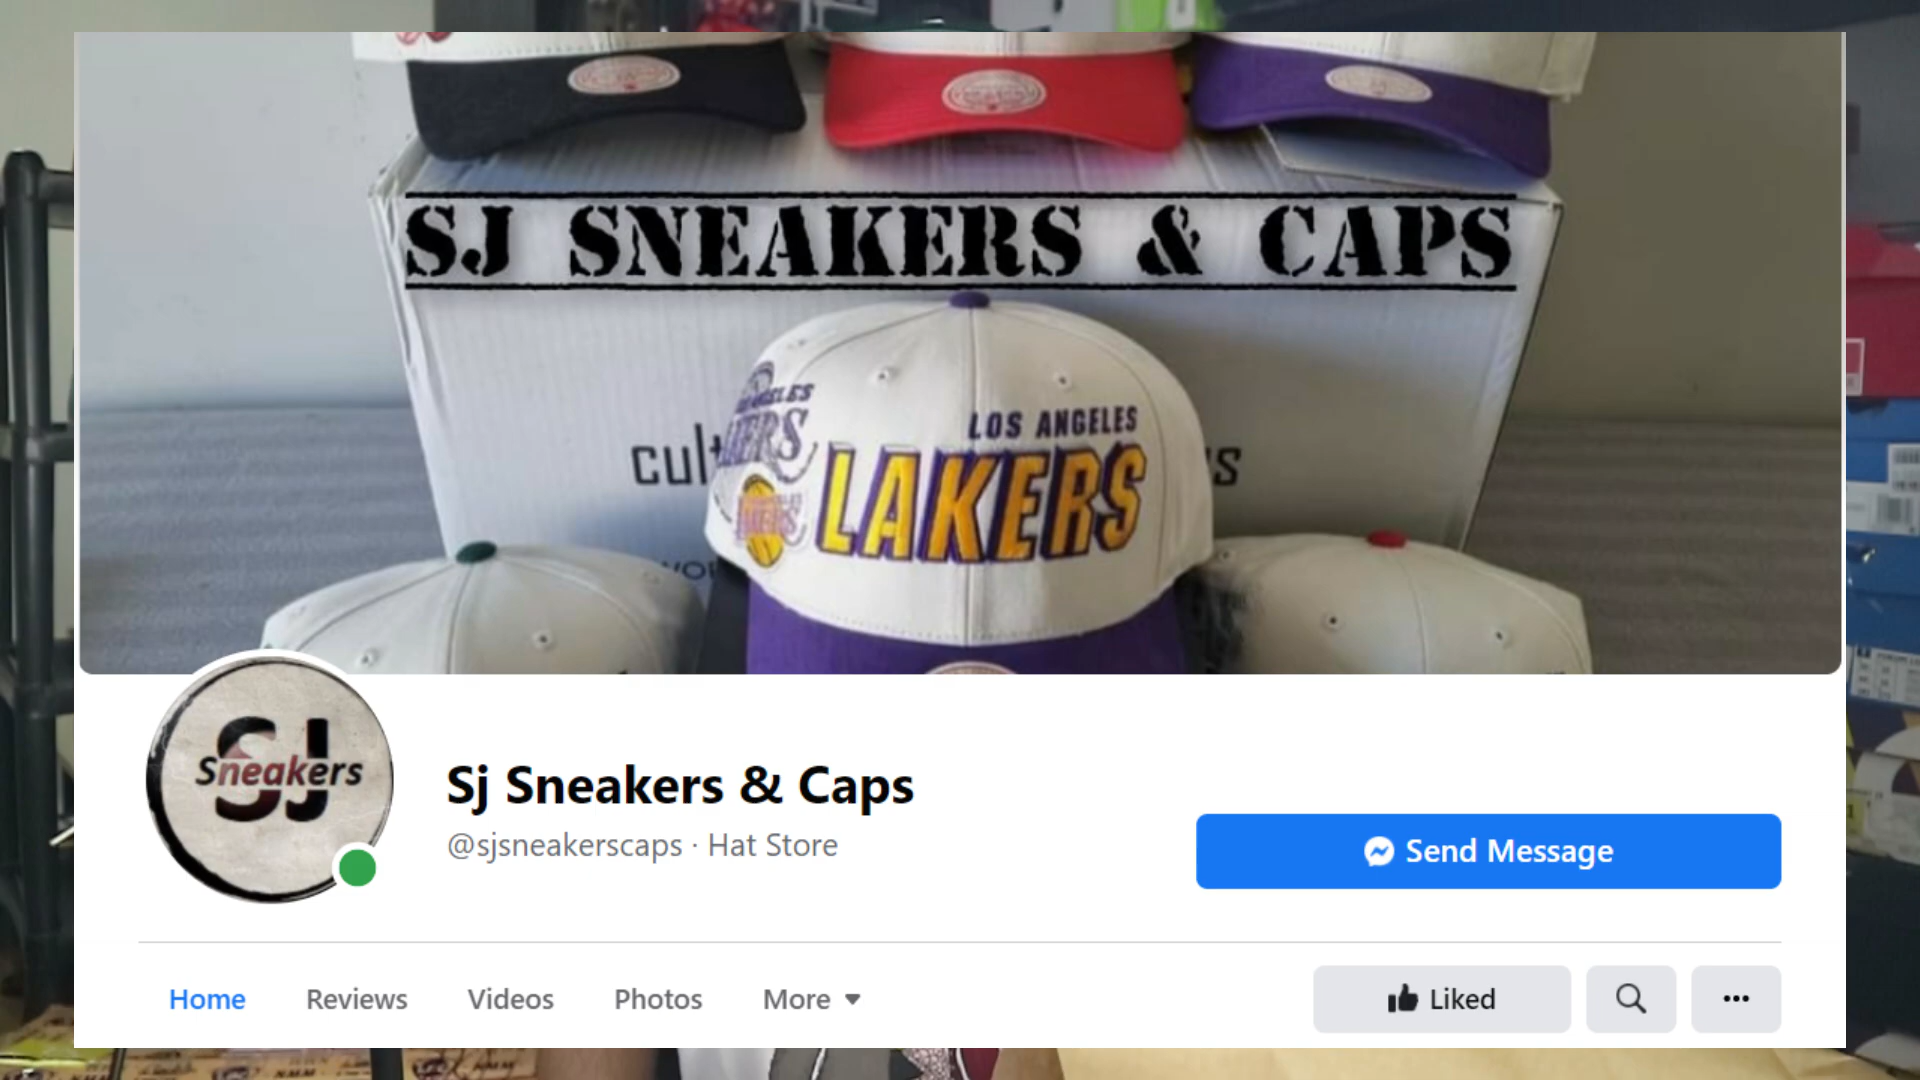 SJ SNEAKERS & CAPS
LOS ANGELES
LAKERS
Sj Sneakers & Caps
@sjsneakerscaps · Hat Store
SJ
Sneakers
Send Message
Home
Reviews
Videos
Photos
More
Liked